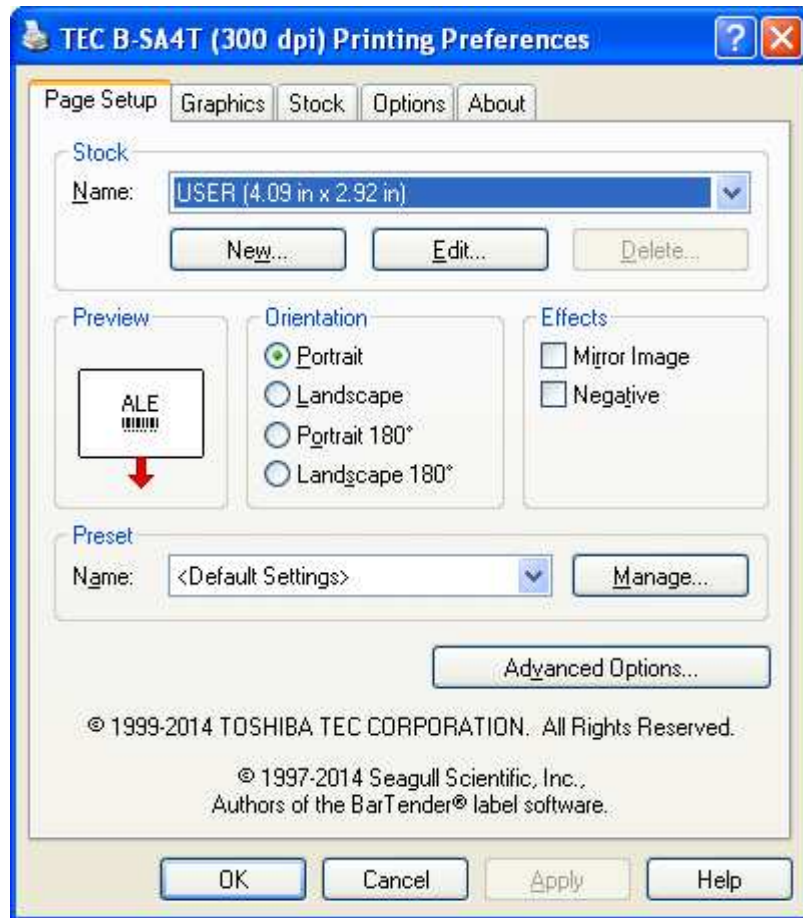 TEC B-SA4T (300 dpi) Printing Preferences
Page Setup Graphics Stock Options About
Stock
Name: USER (4.09 in x 2.92 in)
New... Edit... Delete...
Preview Orientation Effects
ALE
Portrait
Landscape
Portrait 180°
Landscape 180°
Mirror Image
Negative
Preset
Name: <Default Settings> Manage...
Advanced Options...
© 1999-2014 TOSHIBA TEC CORPORATION. All Rights Reserved.
© 1997-2014 Seagull Scientific, Inc.,
Authors of the BarTender® label software.
OK Cancel Apply Help